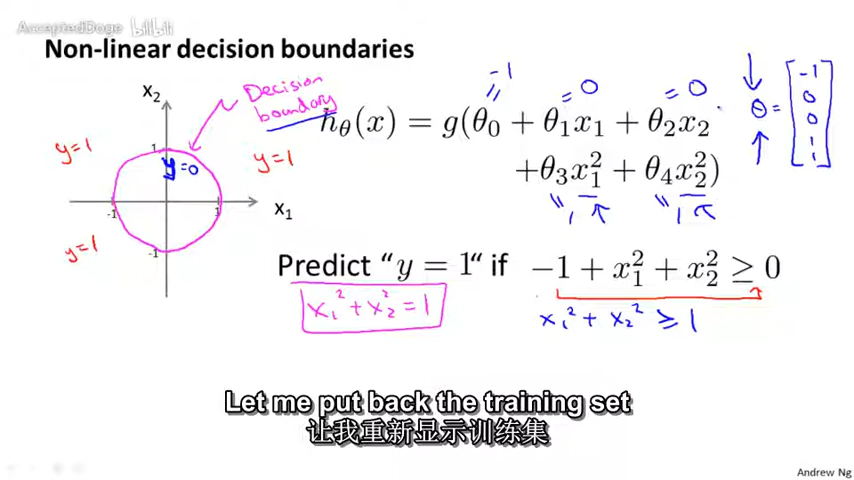 AcceptedDoge bilibili
Non-linear decision boundaries
x₂
Decision boundary
y=1
1
y=0
y=1
-1
1
x₁
y=1
-1
-1 =0 =0
hθ(x) = g(θ₀ + θ₁x₁ + θ₂x₂
+θ₃x₁² + θ₄x₂²)
"1 "1
θ = [-1 0 0 1 1]
Predict “y = 1“ if −1 + x₁² + x₂² ≥ 0
x₁² + x₂² = 1
x₁² + x₂² ≥ 1
Let me put back the training set
让我重新显示训练集
Andrew Ng